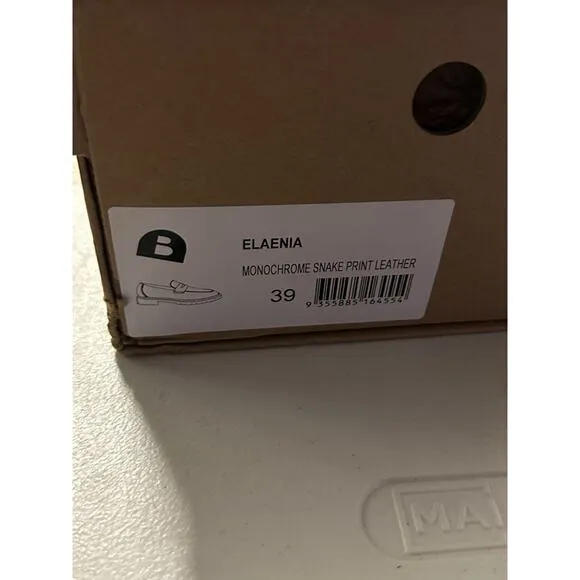 B
ELAENIA
MONOCHROME SNAKE PRINT LEATHER
39
9 355885 164554
MA